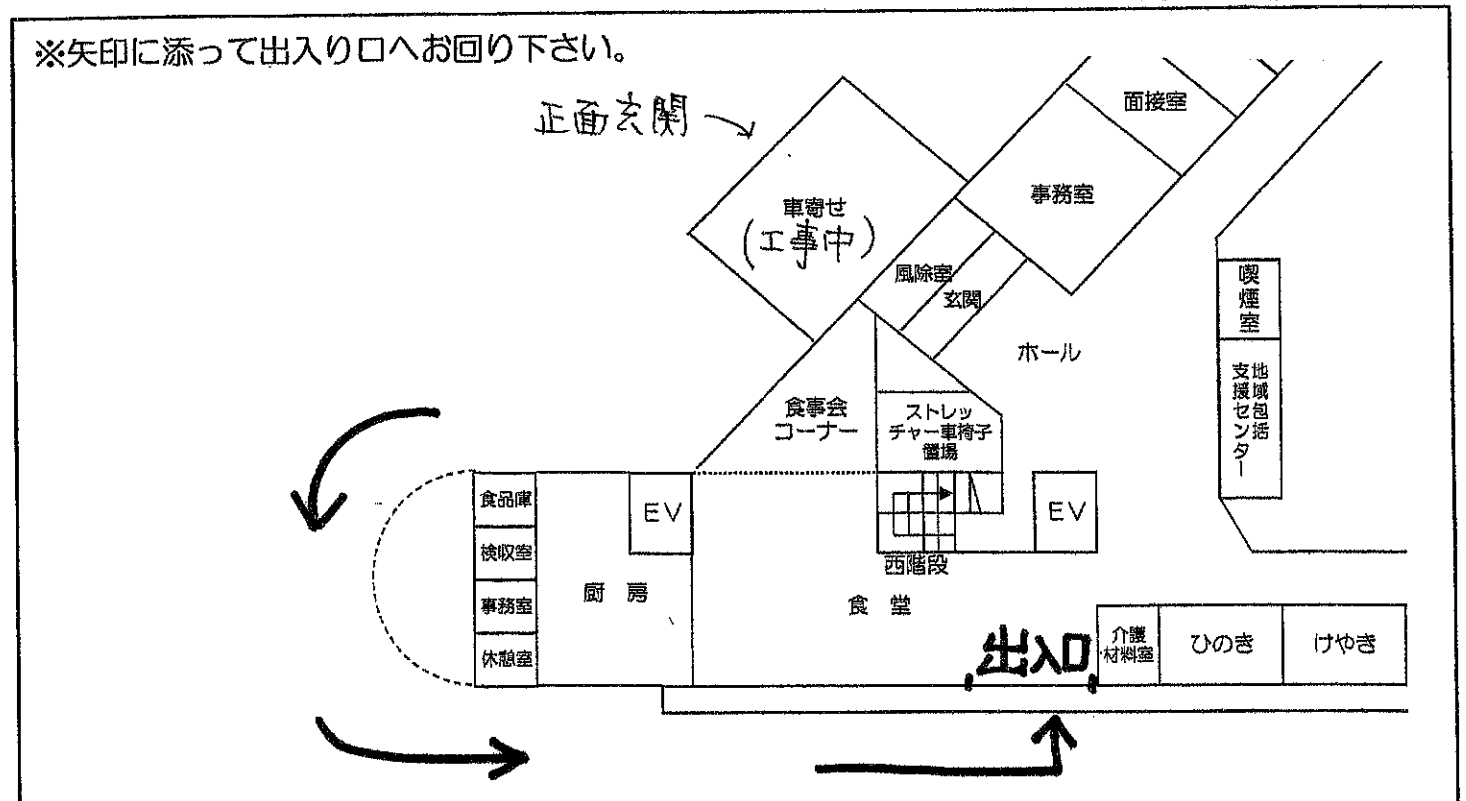 ※矢印に添って出入り口へお回り下さい。
正面玄関
面接室
車寄せ
(工事中)
事務室
風除室
玄関
喫煙室
ホール
地域包括
支援センター
食事会
コーナー
ストレッ
チャー車椅子
置場
食品庫
EV
EV
検収室
西階段
厨房
食堂
事務室
休憩室
出入口
介護
材料室
ひのき
けやき